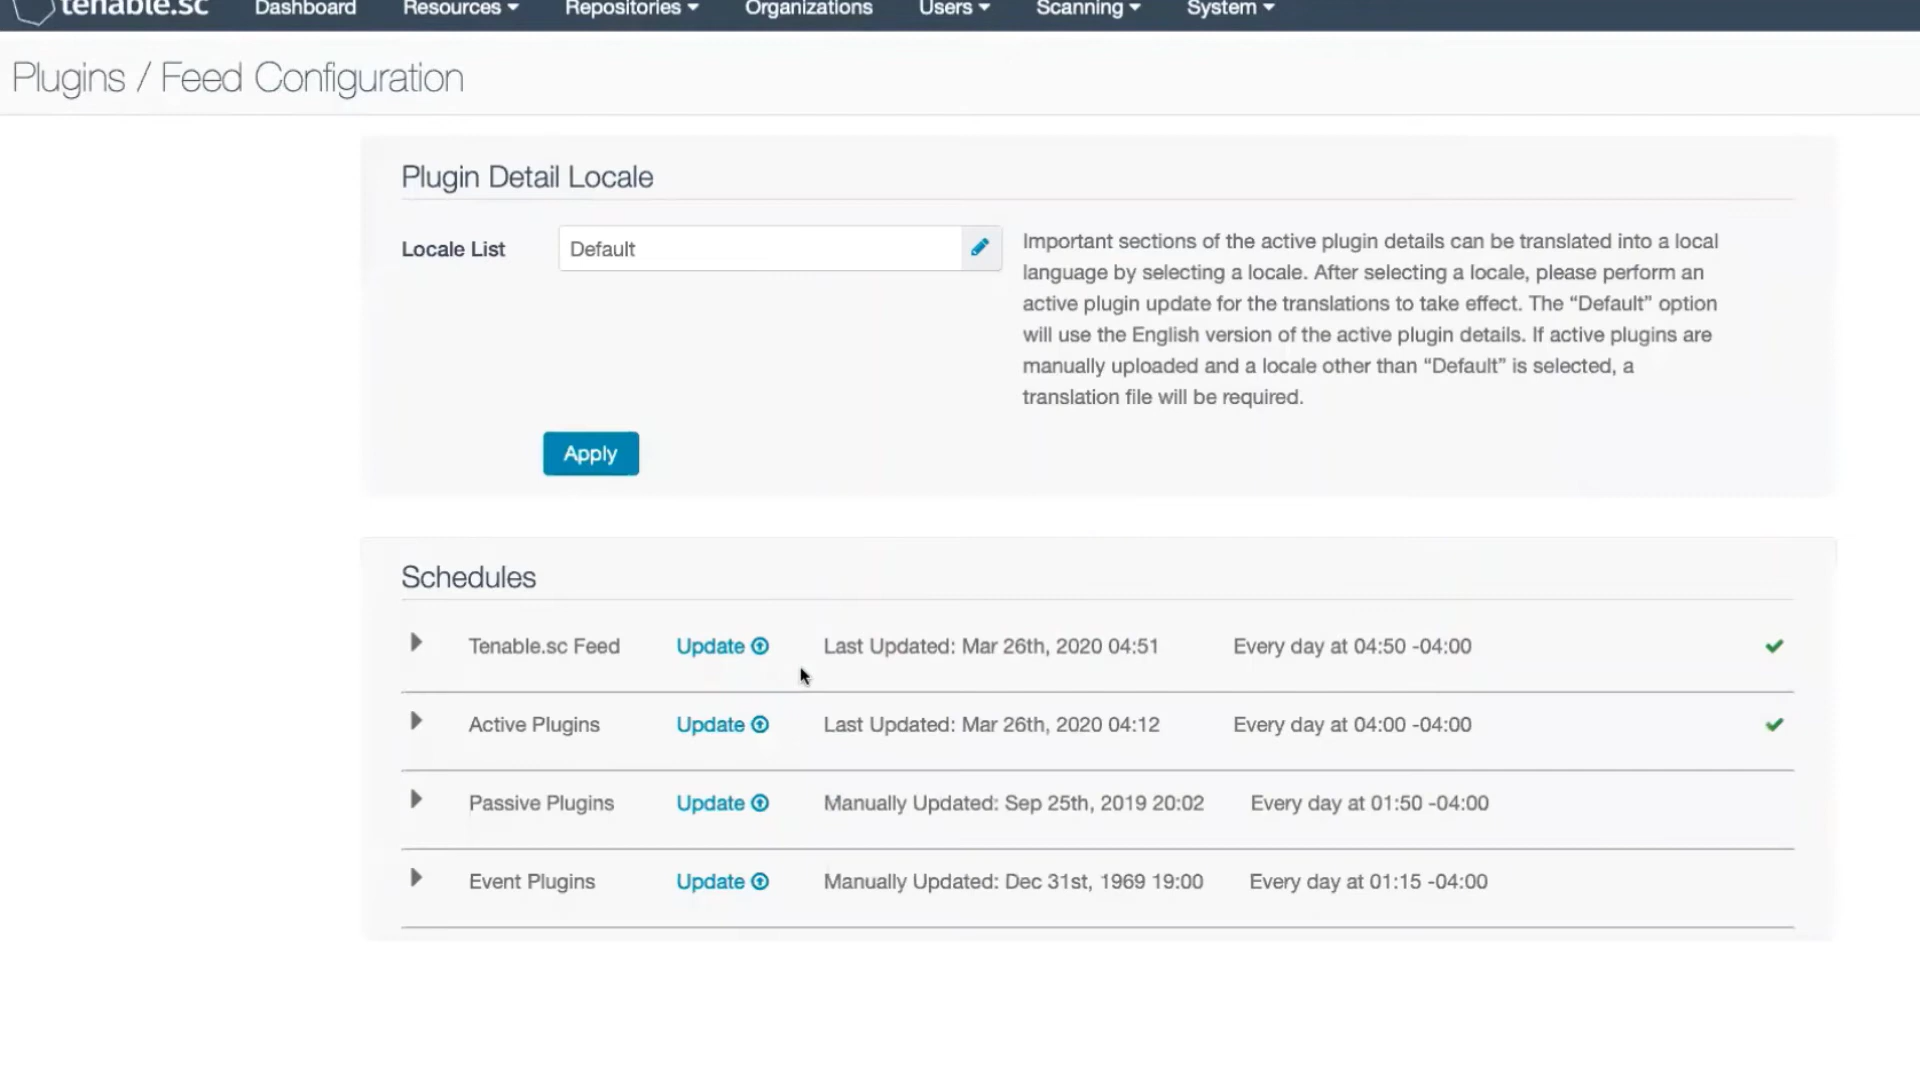 tenable.sc Dashboard Resources Repositories Organizations Users Scanning System
Plugins / Feed Configuration
Plugin Detail Locale
Locale List Default
Important sections of the active plugin details can be translated into a local
language by selecting a locale. After selecting a locale, please perform an
active plugin update for the translations to take effect. The “Default” option
will use the English version of the active plugin details. If active plugins are
manually uploaded and a locale other than “Default” is selected, a
translation file will be required.
Apply
Schedules
Tenable.sc Feed Update Last Updated: Mar 26th, 2020 04:51 Every day at 04:50 -04:00
Active Plugins Update Last Updated: Mar 26th, 2020 04:12 Every day at 04:00 -04:00
Passive Plugins Update Manually Updated: Sep 25th, 2019 20:02 Every day at 01:50 -04:00
Event Plugins Update Manually Updated: Dec 31st, 1969 19:00 Every day at 01:15 -04:00